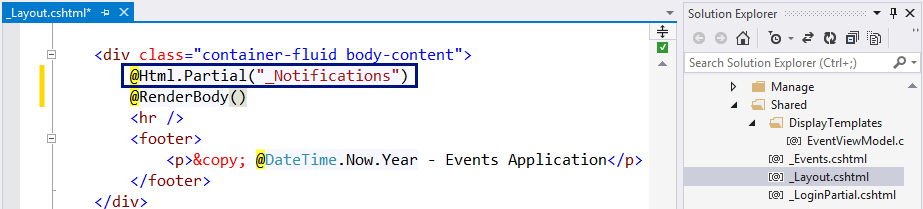 _Layout.cshtml*
<div class="container-fluid body-content">
@Html.Partial("_Notifications")
@RenderBody()
<hr />
<footer>
<p>&copy; @DateTime.Now.Year - Events Application</p>
</footer>
</div>
Solution Explorer
Search Solution Explorer (Ctrl+;)
Manage
Shared
DisplayTemplates
[@] EventViewModel.c
[@] _Events.cshtml
[@] _Layout.cshtml
[@] _LoginPartial.cshtml